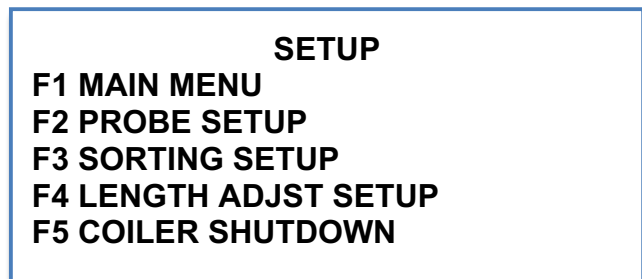 SETUP
F1 MAIN MENU
F2 PROBE SETUP
F3 SORTING SETUP
F4 LENGTH ADJST SETUP
F5 COILER SHUTDOWN